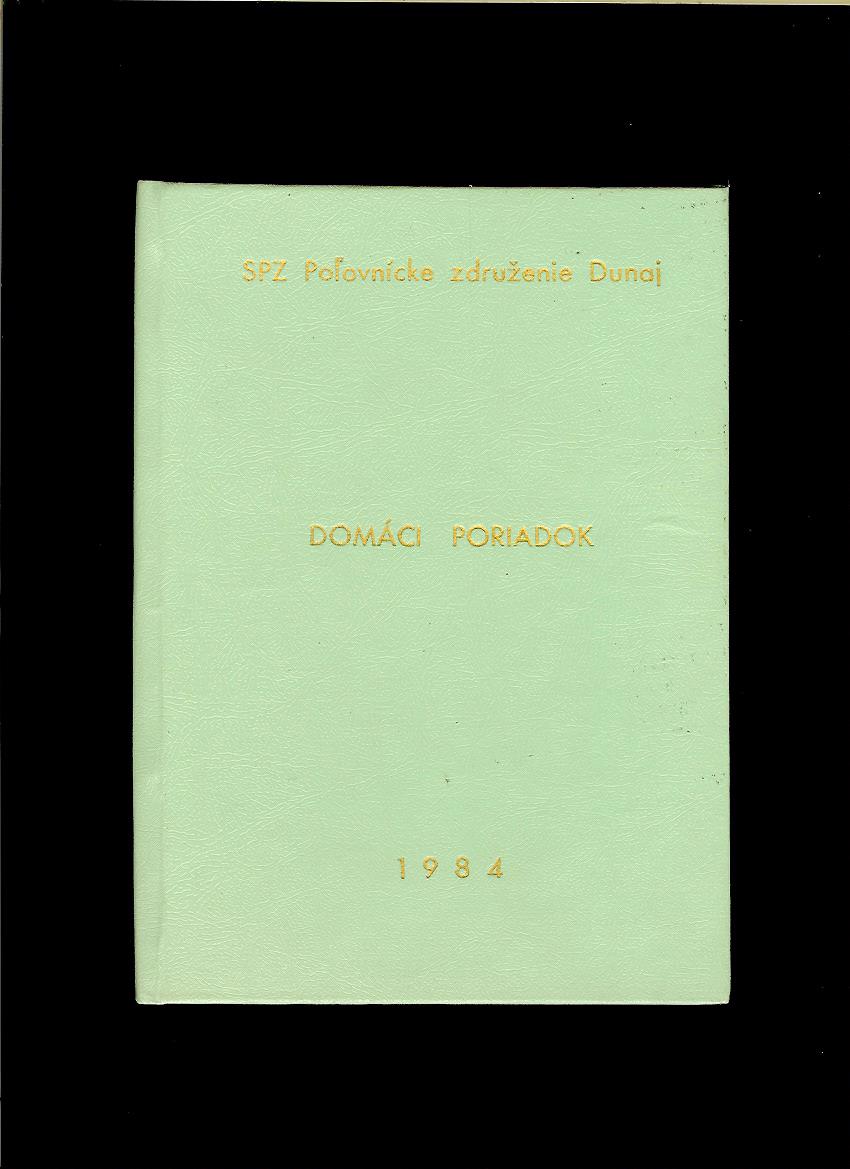 SPZ Poľovnícke združenie Dunaj
DOMÁCI PORIADOK
1984